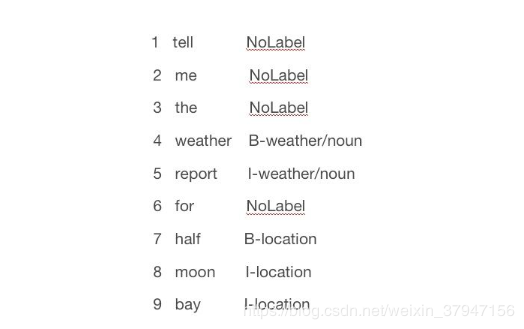 1 tell NoLabel
2 me NoLabel
3 the NoLabel
4 weather B-weather/noun
5 report I-weather/noun
6 for NoLabel
7 half B-location
8 moon I-location
9 bay I-location
https://blog.csdn.net/weixin_37947156